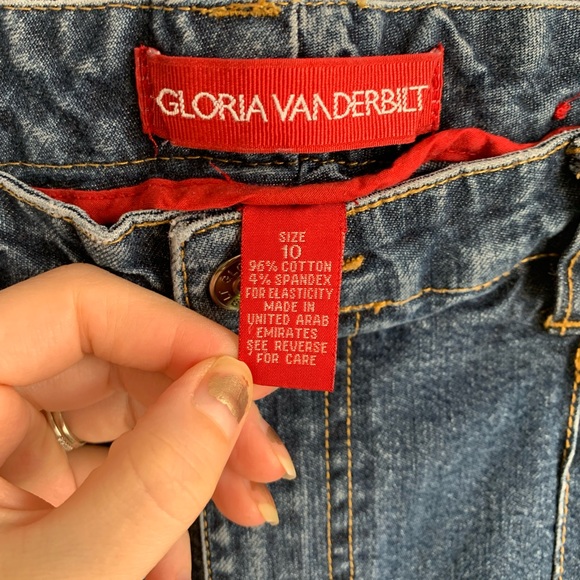 GLORIA VANDERBILT
SIZE
10
96% COTTON
4% SPANDEX
FOR ELASTICITY
MADE IN
UNITED ARAB
EMIRATES
SEE REVERSE
FOR CARE